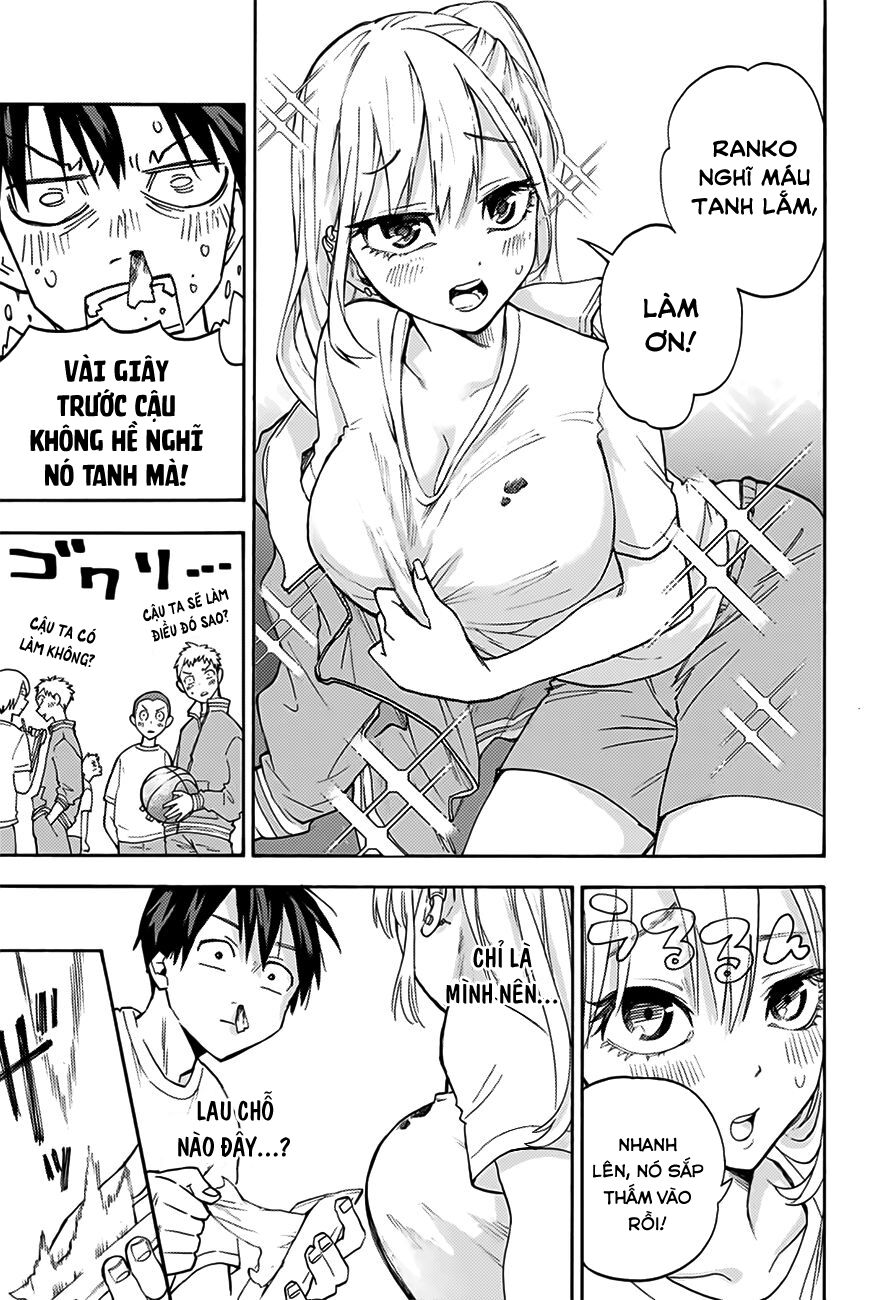 RANKO
NGHĨ MÁU
TANH LẮM,
LÀM
ƠN!
VÀI GIÂY
TRƯỚC CẬU
KHÔNG HỀ NGHĨ
NÓ TANH MÀ!
ゴワリ…
CẬU TA SẼ LÀM
ĐIỀU ĐÓ SAO?
CẬU TA CÓ
LÀM KHÔNG?
うるるん
NHANH
LÊN, NÓ SẮP
THẤM VÀO
RỒI!
CHỈ LÀ
MÌNH NÊN...
LAU CHỖ
NÀO ĐÂY...?